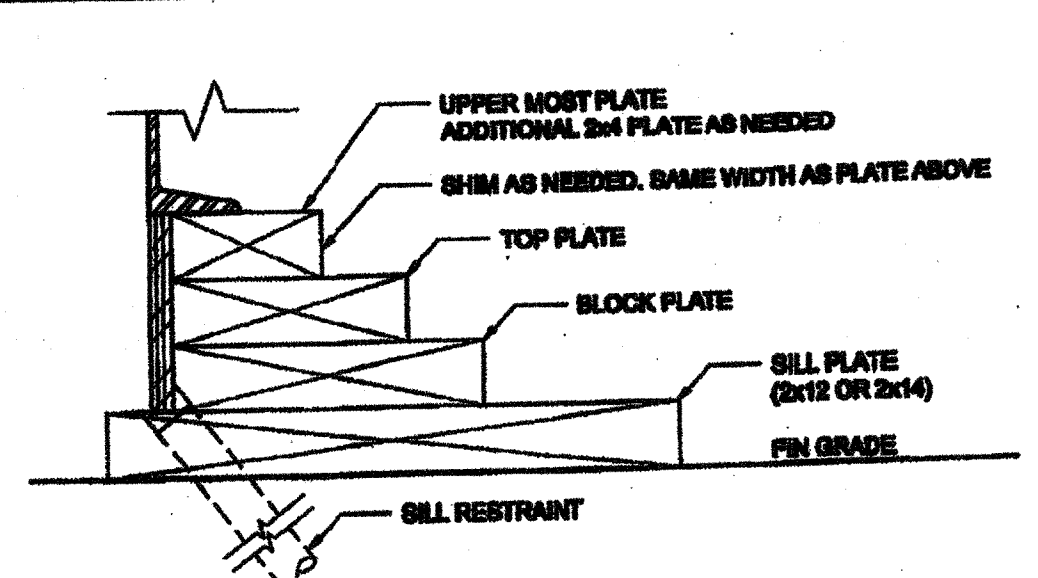 UPPER MOST PLATE
ADDITIONAL 2x4 PLATE AS NEEDED
SHIM AS NEEDED. SAME WIDTH AS PLATE ABOVE
TOP PLATE
BLOCK PLATE
SILL PLATE
(2x12 OR 2x14)
FIN GRADE
SILL RESTRAINT